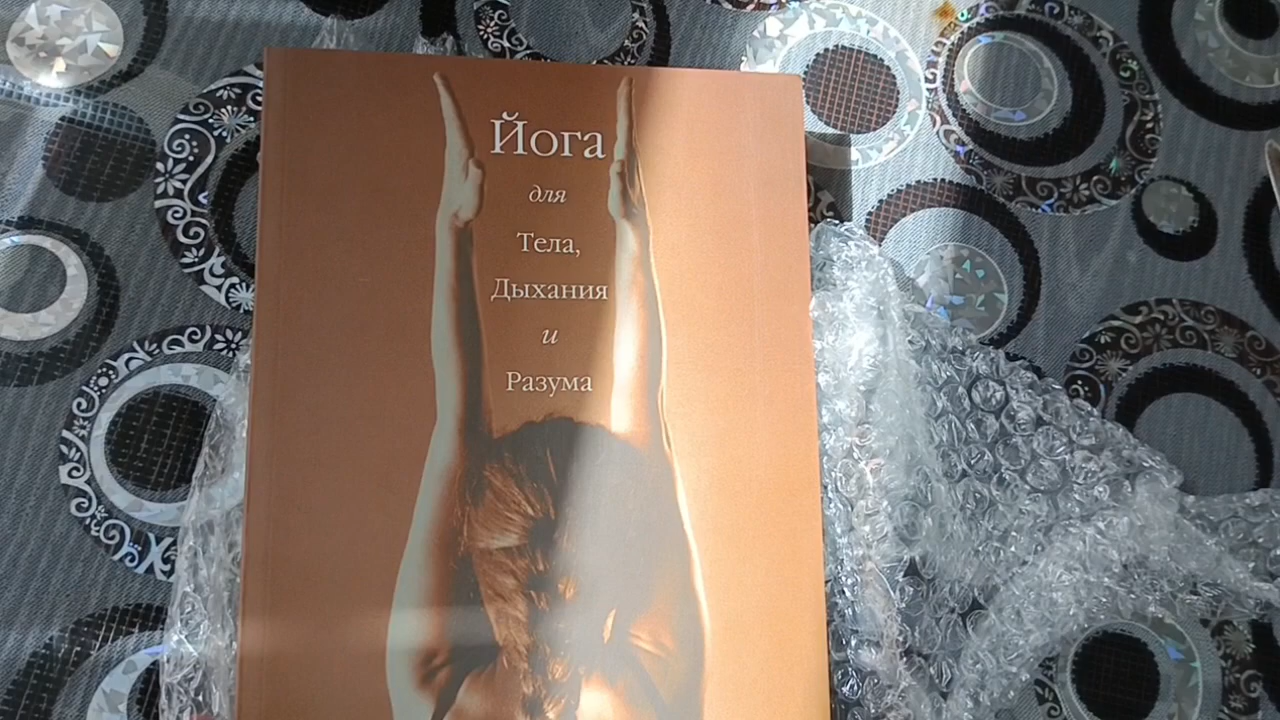 Йога
для
Тела,
Дыхания
и
Разума